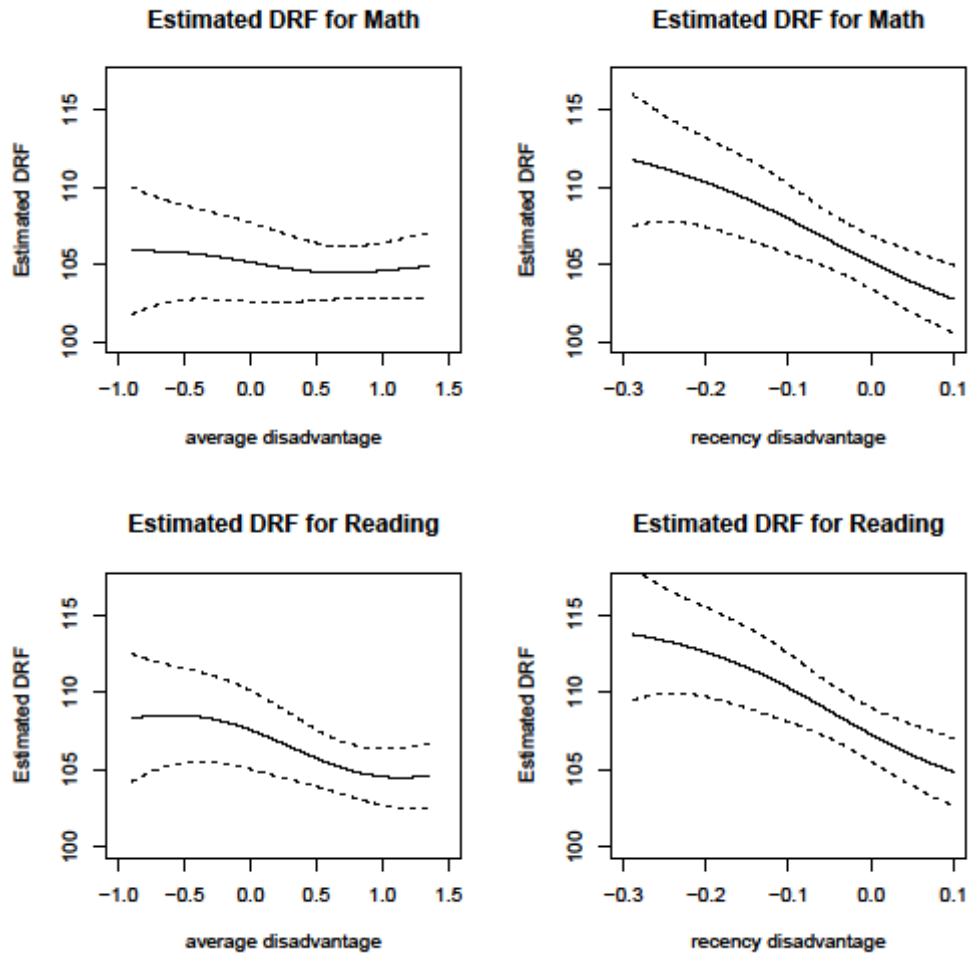 Estimated DRF for Math
Estimated DRF
115
110
105
100
−1.0 −0.5 0.0 0.5 1.0 1.5
average disadvantage
Estimated DRF for Math
Estimated DRF
115
110
105
100
−0.3 −0.2 −0.1 0.0 0.1
recency disadvantage
Estimated DRF for Reading
Estimated DRF
115
110
105
100
−1.0 −0.5 0.0 0.5 1.0 1.5
average disadvantage
Estimated DRF for Reading
Estimated DRF
115
110
105
100
−0.3 −0.2 −0.1 0.0 0.1
recency disadvantage